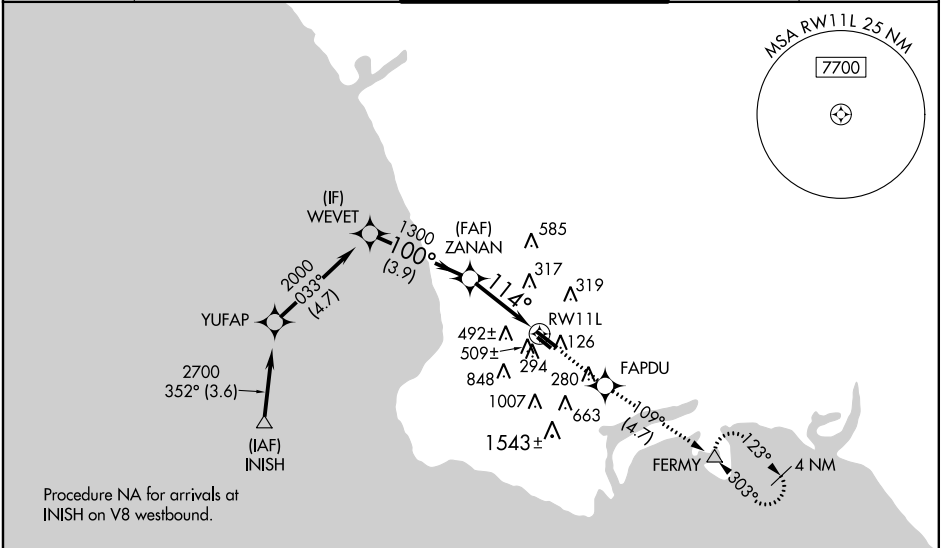 MSA RW11L 25 NM
7700
(IF)
WEVET
1300
100°
(3.9)
(FAF)
ZANAN
585
2000
033°
(4.7)
114°
317
319
YUFAP
RW11L
492±
126
509±
294
848
280
FAPDU
2700
352° (3.6)
1007
663
109°
(4.7)
1543±
(IAF)
INISH
FERMY
123°
4 NM
303°
Procedure NA for arrivals at
INISH on V8 westbound.